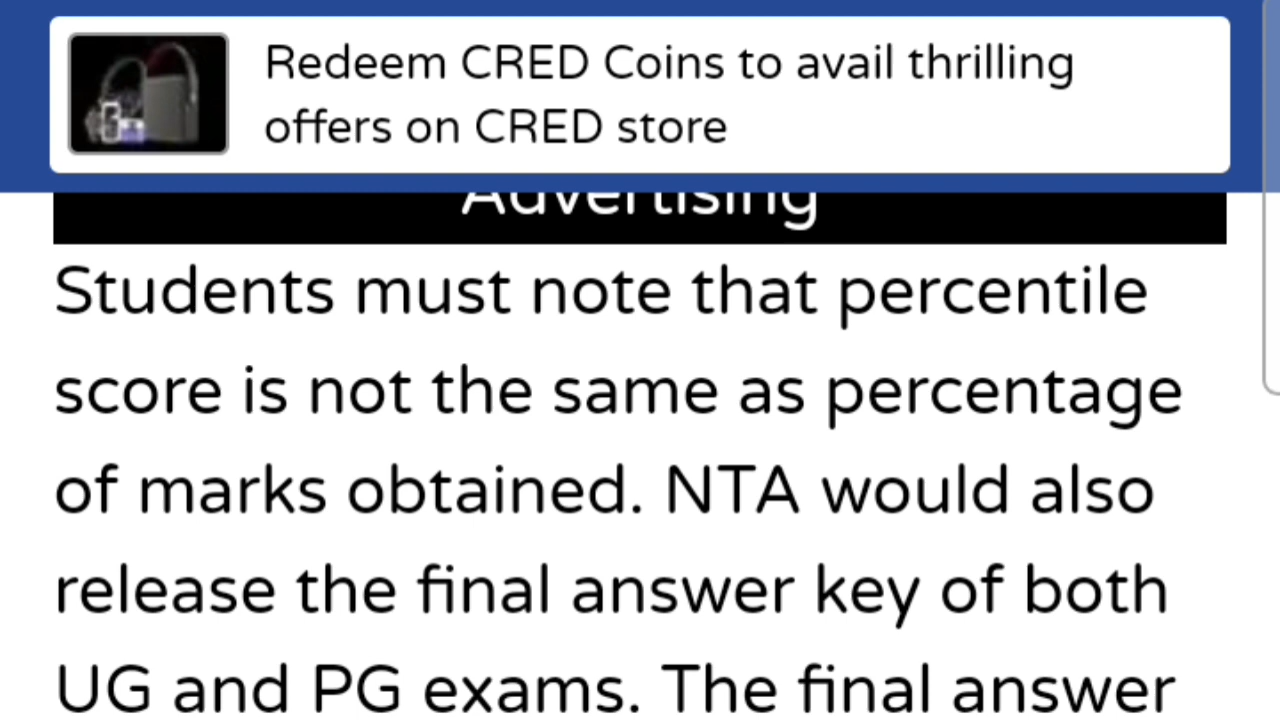 Redeem CRED Coins to avail thrilling
offers on CRED store
Advertising
Students must note that percentile
score is not the same as percentage
of marks obtained. NTA would also
release the final answer key of both
UG and PG exams. The final answer